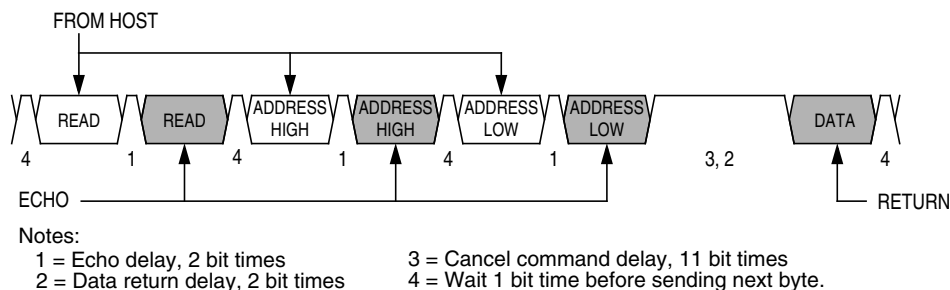 FROM HOST
READ
READ
ADDRESS
HIGH
ADDRESS
HIGH
ADDRESS
LOW
ADDRESS
LOW
DATA
4
1
4
1
4
1
3, 2
4
ECHO
RETURN
Notes:
1 = Echo delay, 2 bit times
2 = Data return delay, 2 bit times
3 = Cancel command delay, 11 bit times
4 = Wait 1 bit time before sending next byte.